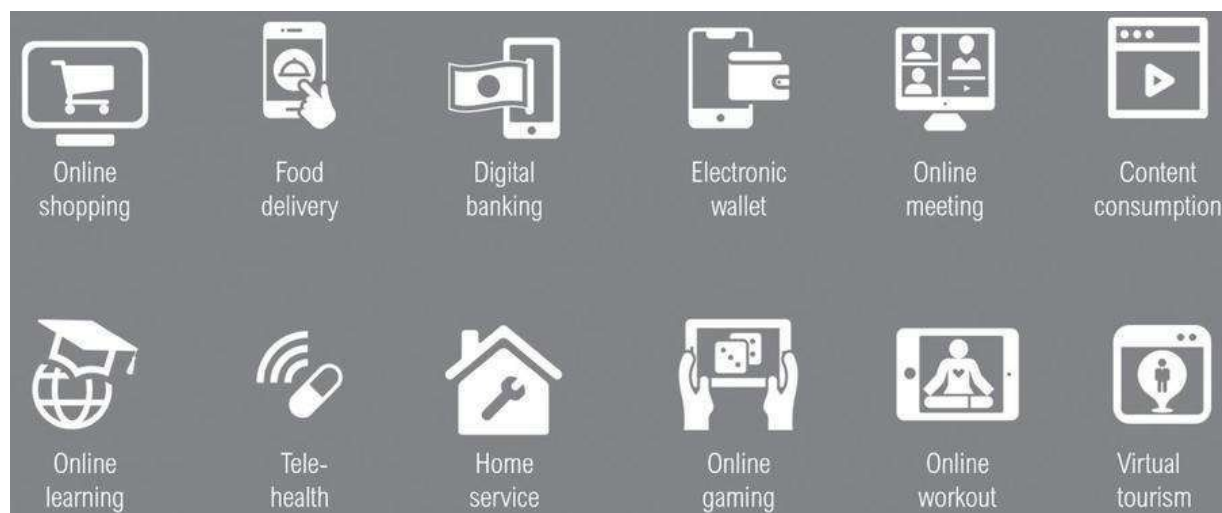 Online
shopping
Food
delivery
Digital
banking
Electronic
wallet
Online
meeting
Content
consumption
Online
learning
Tele-
health
Home
service
Online
gaming
Online
workout
Virtual
tourism